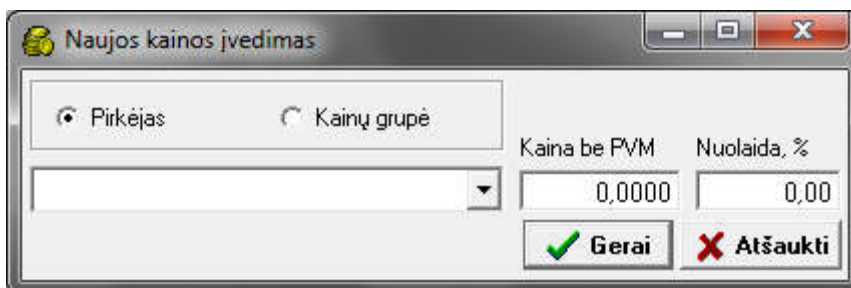 Naujos kainos įvedimas
Pirkėjas Kainų grupė
Kaina be PVM Nuolaida, %
0,0000 0,00
Gerai Atšaukti